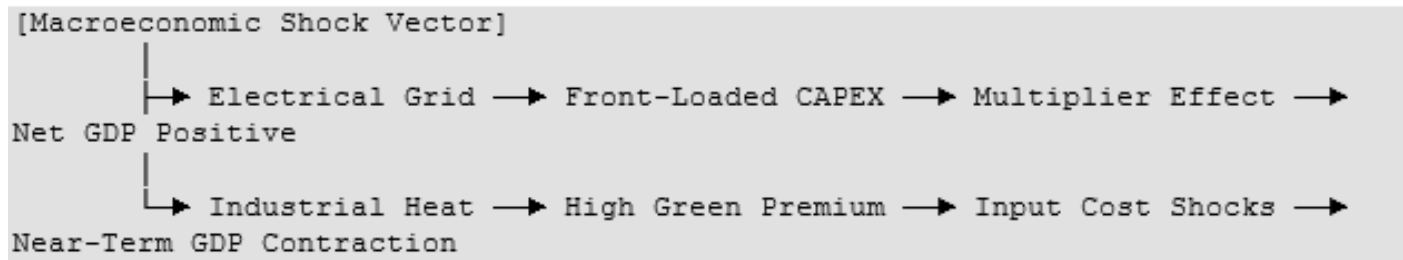 [Macroeconomic Shock Vector]
│
├─► Electrical Grid ─► Front-Loaded CAPEX ─► Multiplier Effect ─►
Net GDP Positive
│
└─► Industrial Heat ─► High Green Premium ─► Input Cost Shocks ─►
Near-Term GDP Contraction